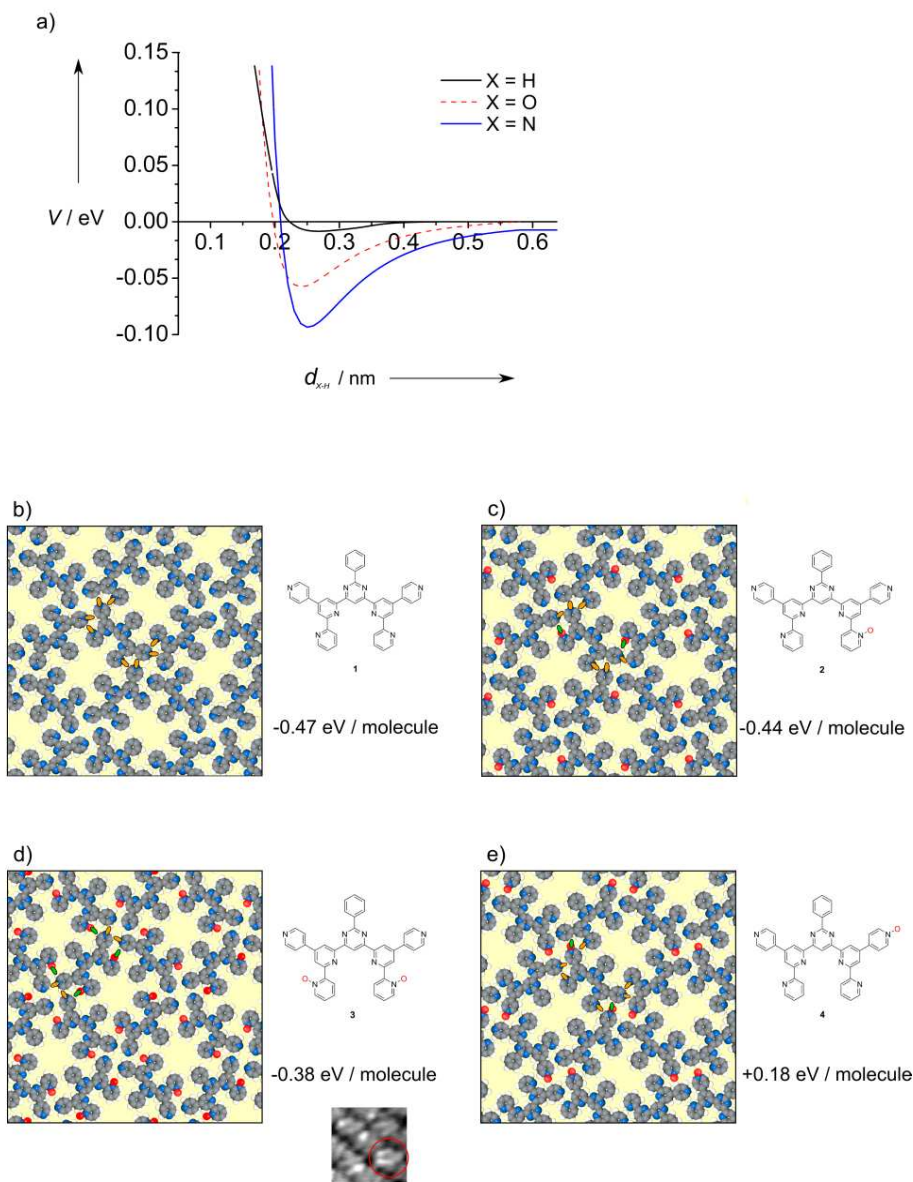 a)
0.15
0.10
0.05
0.00
-0.05
-0.10
V / eV
X = H
X = O
X = N
0.1 0.2 0.3 0.4 0.5 0.6
dX-H / nm
b)
N N N N
N N
N N
1
-0.47 eV / molecule
c)
N N N N
N N
N N O
2
-0.44 eV / molecule
d)
N N N N
N N
O N N O
3
-0.38 eV / molecule
e)
N N N N O
N N
N N
4
+0.18 eV / molecule